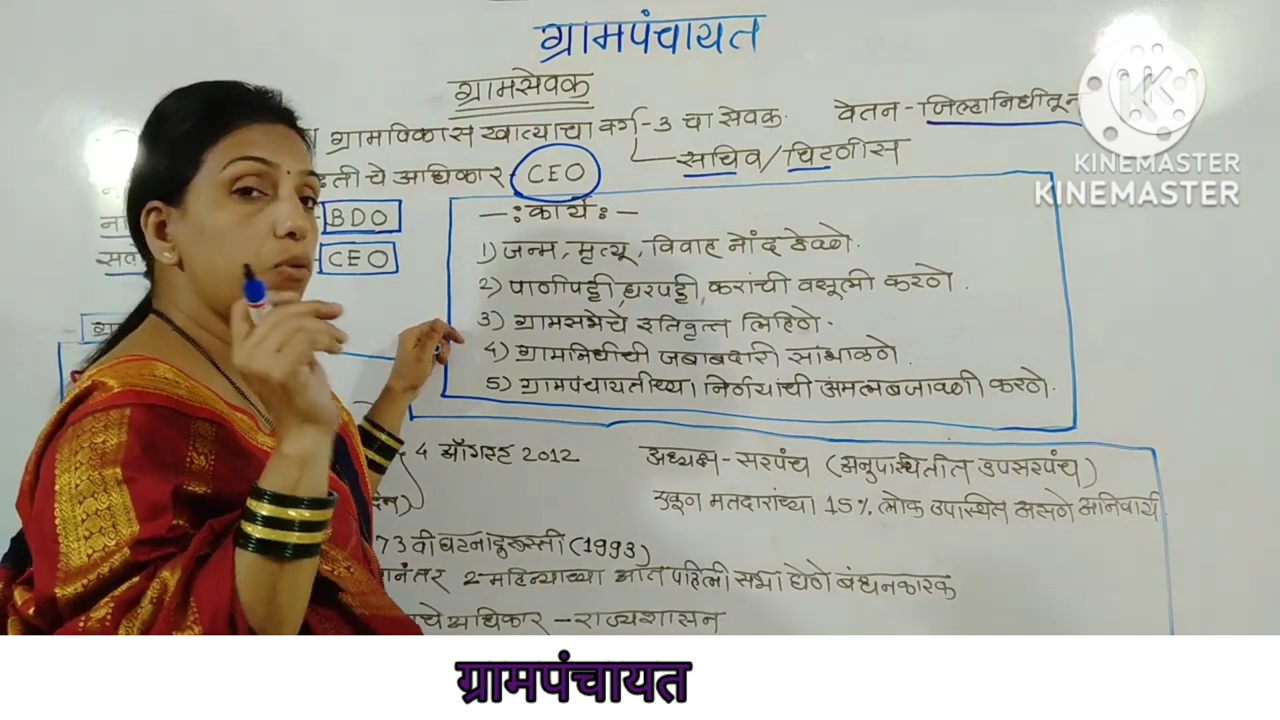 ग्रामपंचायत
ग्रामसेवक
ग्रामविकास खात्याचा वर्ग-3 चा सेवक. वेतन-जिल्हानिधीतून
सचिव/चिटणीस
चे अधिकार- CEO
BDO
CEO
-:कार्ये:-
1) जन्म, मृत्यू, विवाह नोंद ठेवणे.
2) पाणीपट्टी, घरपट्टी, करांची वसूली करणे.
3) ग्रामसभेचे इतिवृत्त लिहिणे.
4) ग्रामनिधीची जबाबदारी सांभाळणे.
5) ग्रामपंचायतीच्या निर्णयांची अंमलबजावणी करणे.
4 ऑगस्ट 2012 अध्यक्ष-सरपंच (अनुपास्थितीत उपसरपंच)
एकूण मतदारांच्या 15% लोक उपास्थित असणे अनिवार्य
73 वी घटनादुरुस्ती (1993)
नंतर 2 महिन्याच्या आत पहिली सभा घेणे बंधनकारक
चे अधिकार-राज्यशासन
KINEMASTER
KINEMASTER
ग्रामपंचायत